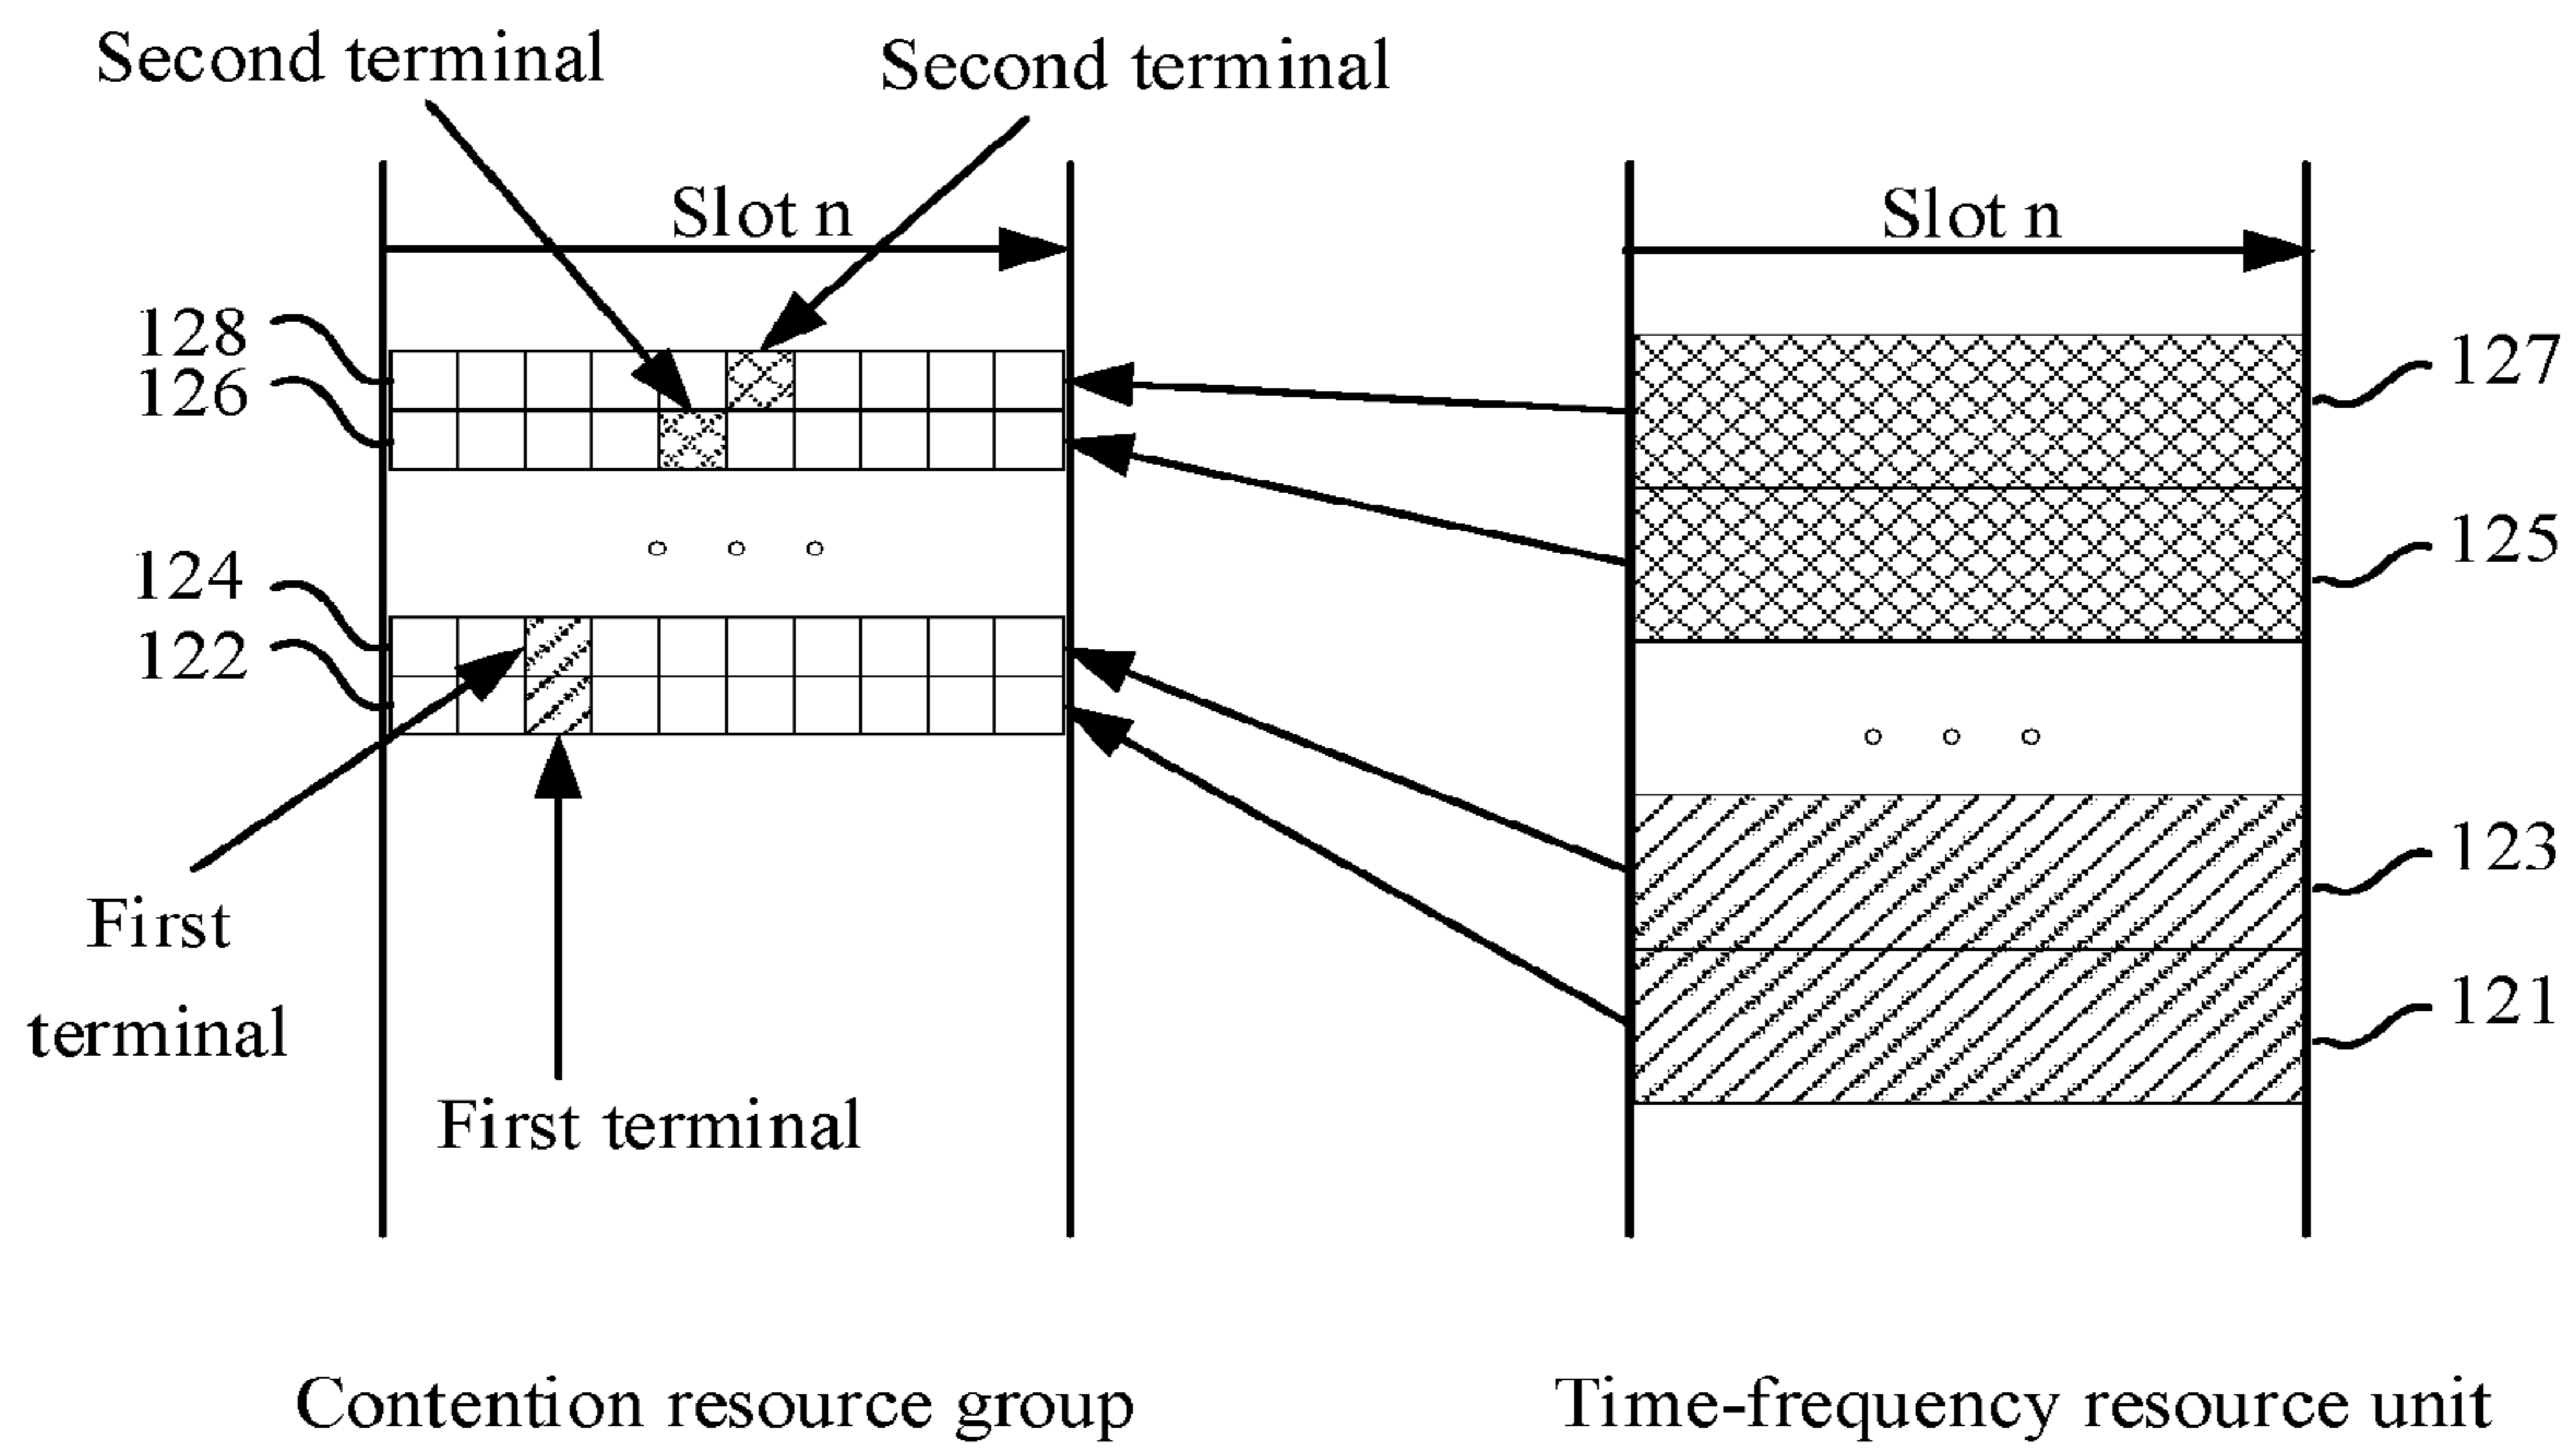 Second terminal
Second terminal
Slot n
Slot n
128
126
124
122
127
125
123
121
First
terminal
First terminal
Contention resource group
Time-frequency resource unit